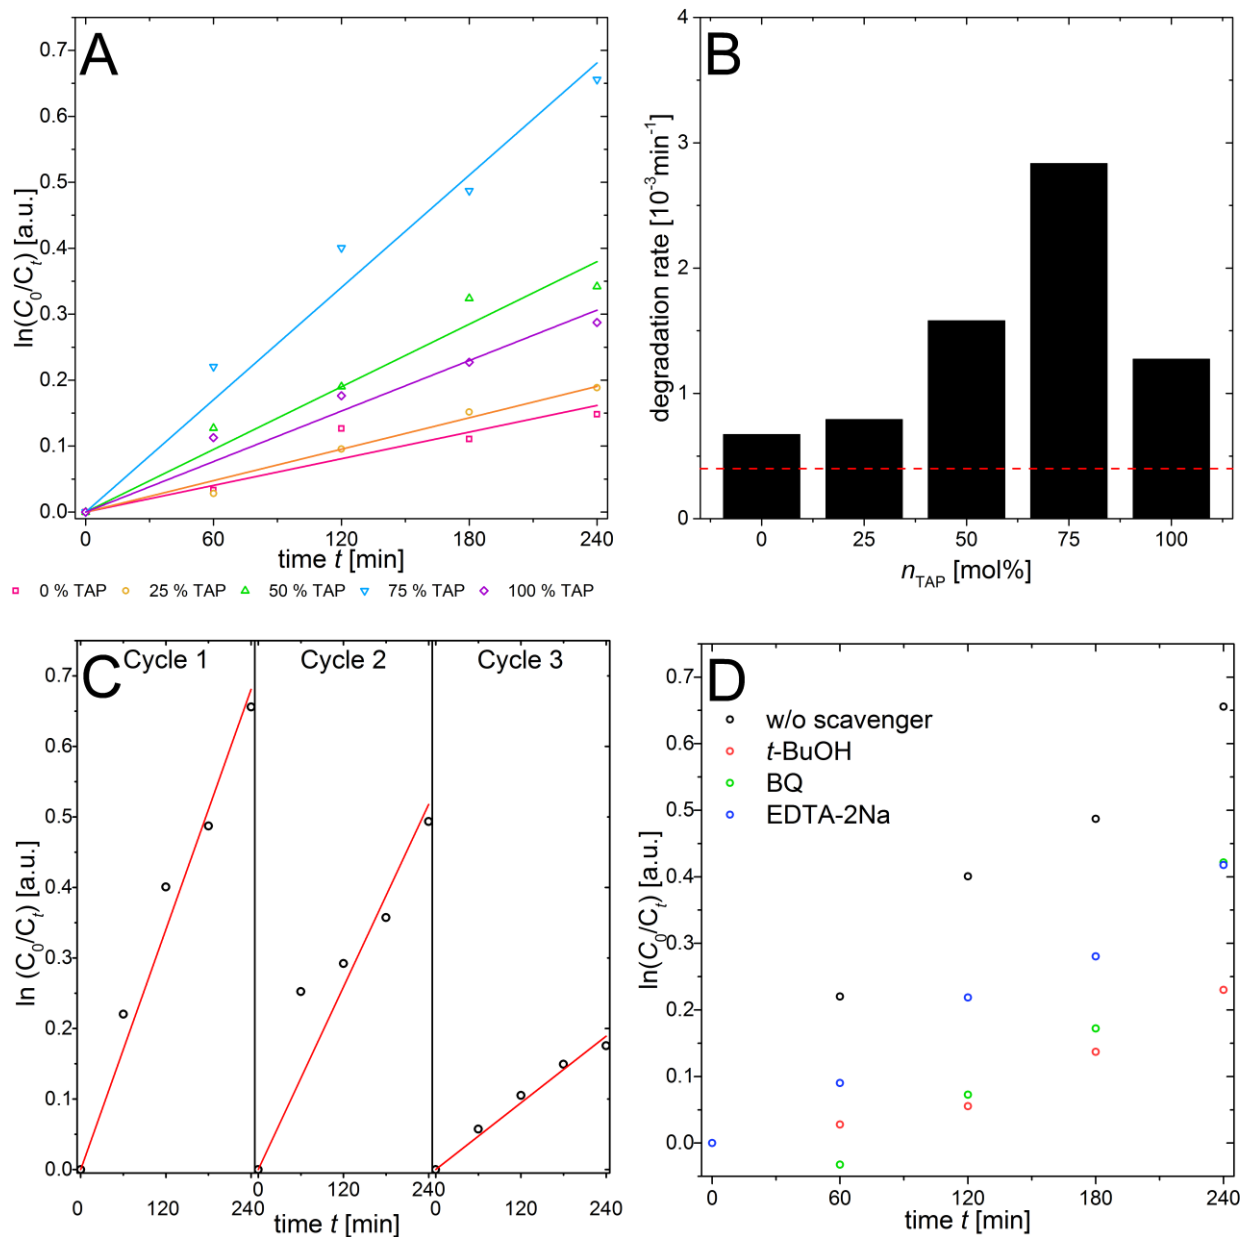 A
0.7
0.6
0.5
0.4
0.3
0.2
0.1
0.0
ln(C₀/Cₜ) [a.u.]
0 60 120 180 240
time t [min]
0 % TAP 25 % TAP 50 % TAP 75 % TAP 100 % TAP
B
4
3
2
1
0
degradation rate [10⁻³min⁻¹]
0 25 50 75 100
n_TAP [mol%]
C
Cycle 1 Cycle 2 Cycle 3
0.7
0.6
0.5
0.4
0.3
0.2
0.1
0.0
ln (C₀/Cₜ) [a.u.]
0 120 240 0 120 240 0 120 240
time t [min]
D
w/o scavenger
t-BuOH
BQ
EDTA-2Na
0.7
0.6
0.5
0.4
0.3
0.2
0.1
0.0
ln(C₀/Cₜ) [a.u.]
0 60 120 180 240
time t [min]